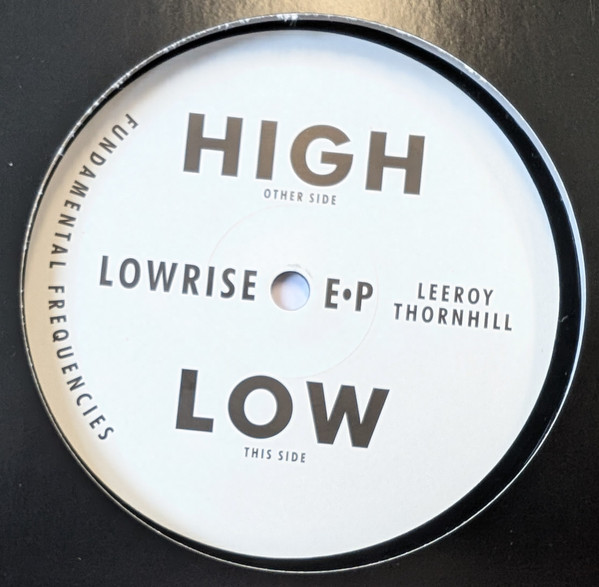 HIGH
OTHER SIDE
FUNDAMENTAL FREQUENCIES
LOWRISE E•P
LEEROY
THORNHILL
LOW
THIS SIDE